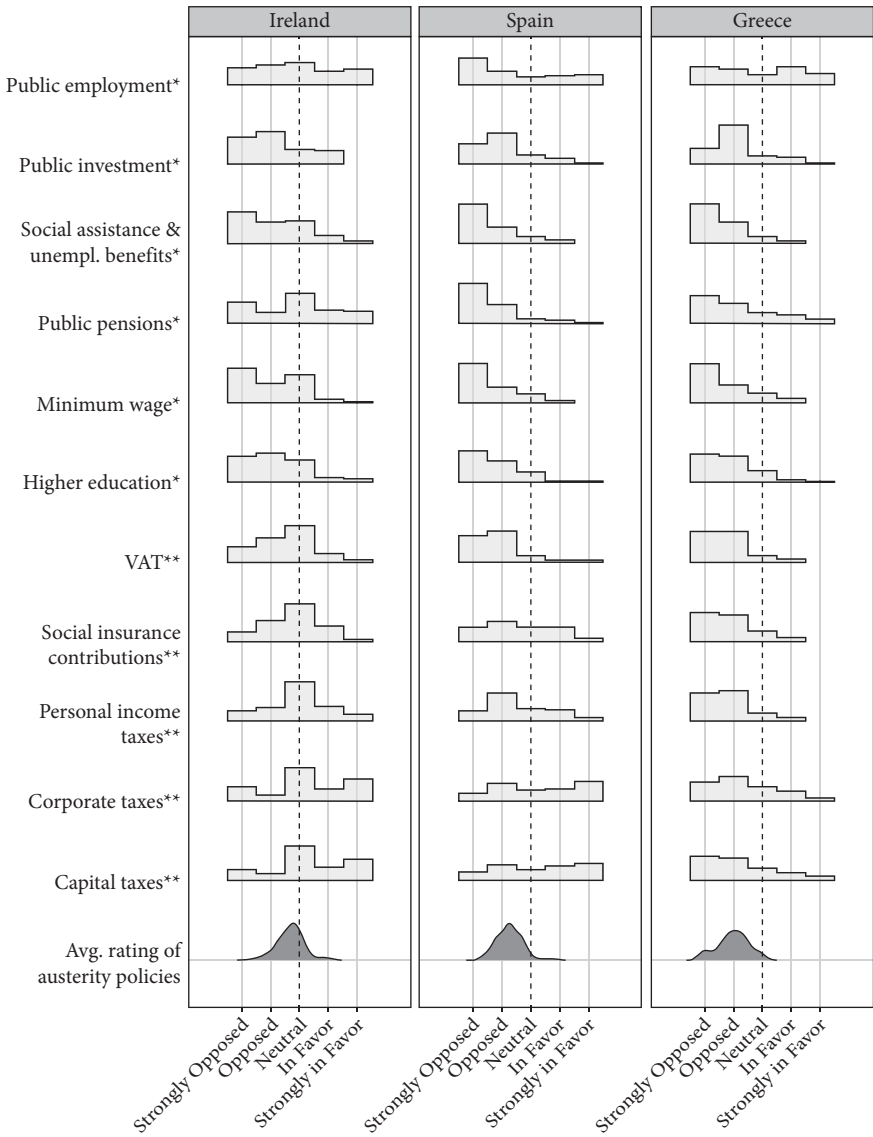 Ireland
Spain
Greece
Public employment*
Public investment*
Social assistance &
unempl. benefits*
Public pensions*
Minimum wage*
Higher education*
VAT**
Social insurance
contributions**
Personal income
taxes**
Corporate taxes**
Capital taxes**
Avg. rating of
austerity policies
Strongly Opposed
Opposed
Neutral
In Favor
Strongly in Favor
Strongly Opposed
Opposed
Neutral
In Favor
Strongly in Favor
Strongly Opposed
Opposed
Neutral
In Favor
Strongly in Favor